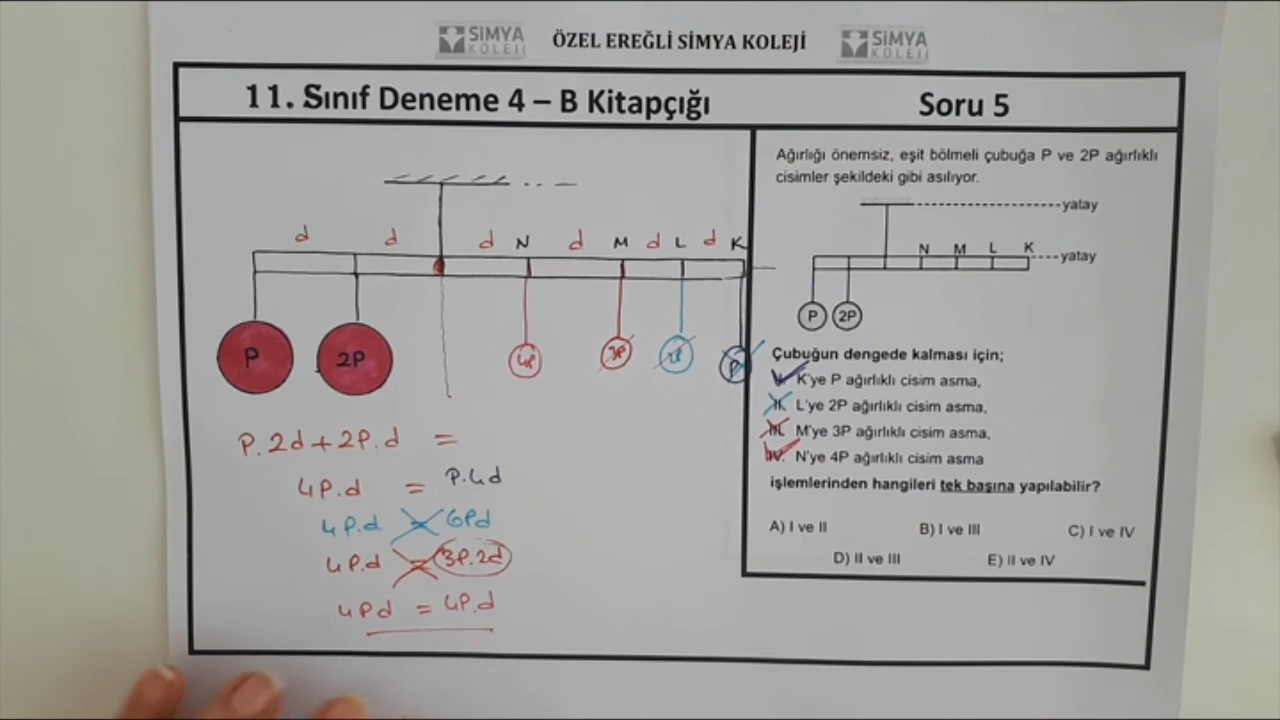 SİMYA KOLEJİ
ÖZEL EREĞLİ SİMYA KOLEJİ
SİMYA KOLEJİ
11. Sınıf Deneme 4 – B Kitapçığı
Soru 5
d d d N d M d L d K
P 2P 4P 3P 2P P
P.2d + 2P.d =
4P.d = P.4d
4P.d 6Pd
4P.d 3P.2d
4Pd = 4P.d
Ağırlığı önemsiz, eşit bölmeli çubuğa P ve 2P ağırlıklı
cisimler şekildeki gibi asılıyor.
yatay
N M L K yatay
P 2P
Çubuğun dengede kalması için;
I. K'ye P ağırlıklı cisim asma,
II. L'ye 2P ağırlıklı cisim asma,
III. M'ye 3P ağırlıklı cisim asma,
IV. N'ye 4P ağırlıklı cisim asma
işlemlerinden hangileri tek başına yapılabilir?
A) I ve II B) I ve III C) I ve IV
D) II ve III E) II ve IV